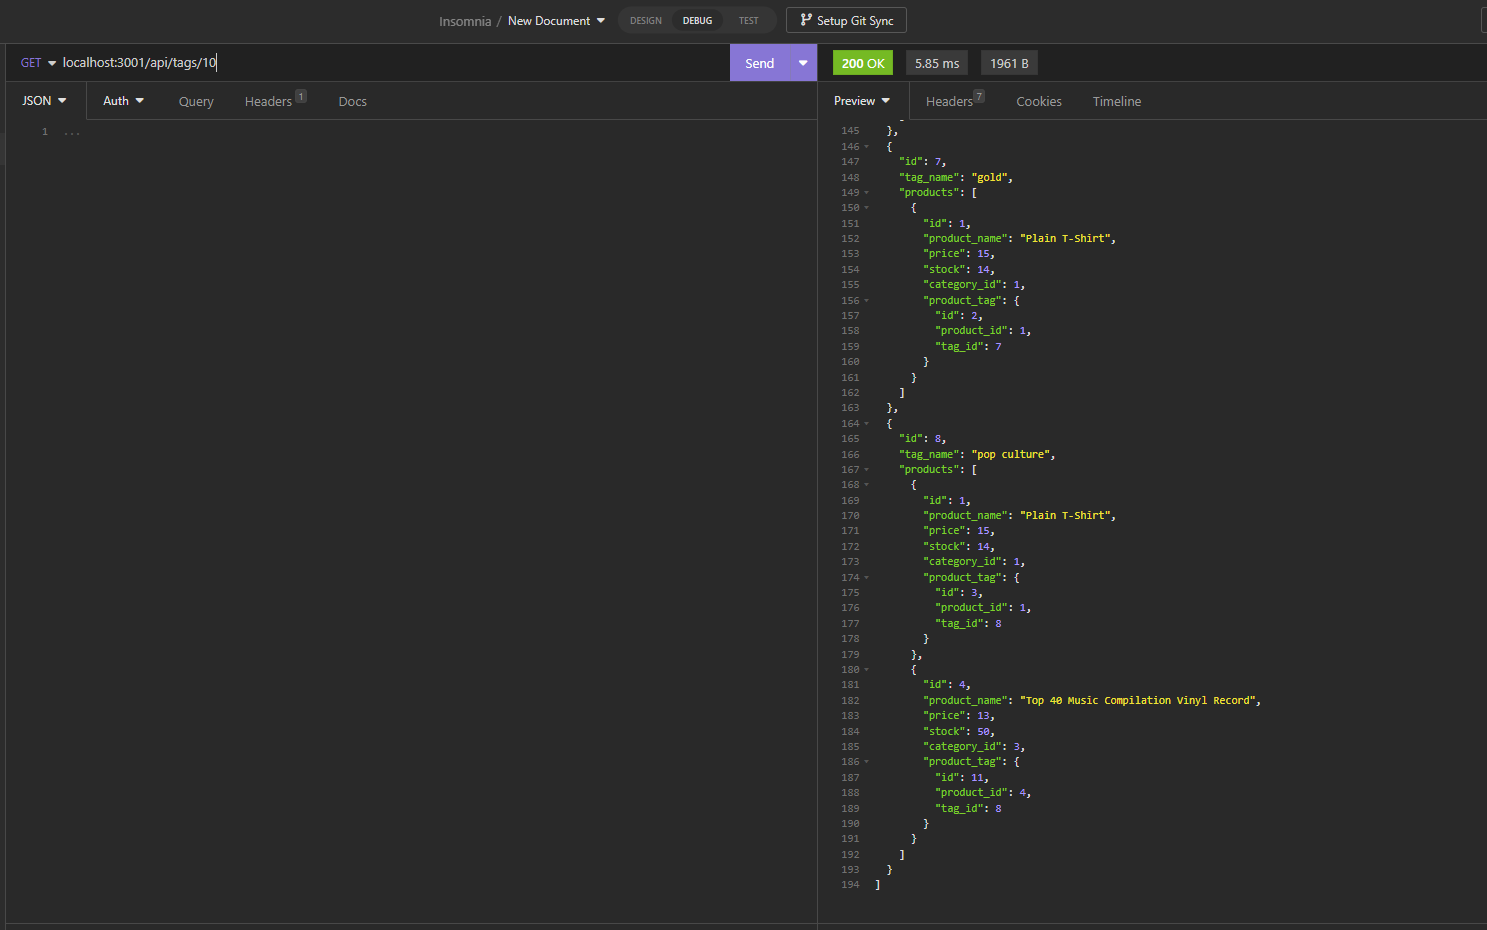 Insomnia / New Document
DESIGN DEBUG TEST
Setup Git Sync
GET localhost:3001/api/tags/10
Send
200 OK 5.85 ms 1961 B
JSON Auth Query Headers 1 Docs
Preview Headers 7 Cookies Timeline
1 ...
145 },
146 {
147 "id": 7,
148 "tag_name": "gold",
149 "products": [
150 {
151 "id": 1,
152 "product_name": "Plain T-Shirt",
153 "price": 15,
154 "stock": 14,
155 "category_id": 1,
156 "product_tag": {
157 "id": 2,
158 "product_id": 1,
159 "tag_id": 7
160 }
161 }
162 ]
163 },
164 {
165 "id": 8,
166 "tag_name": "pop culture",
167 "products": [
168 {
169 "id": 1,
170 "product_name": "Plain T-Shirt",
171 "price": 15,
172 "stock": 14,
173 "category_id": 1,
174 "product_tag": {
175 "id": 3,
176 "product_id": 1,
177 "tag_id": 8
178 }
179 },
180 {
181 "id": 4,
182 "product_name": "Top 40 Music Compilation Vinyl Record",
183 "price": 13,
184 "stock": 50,
185 "category_id": 3,
186 "product_tag": {
187 "id": 11,
188 "product_id": 4,
189 "tag_id": 8
190 }
191 }
192 ]
193 }
194 ]